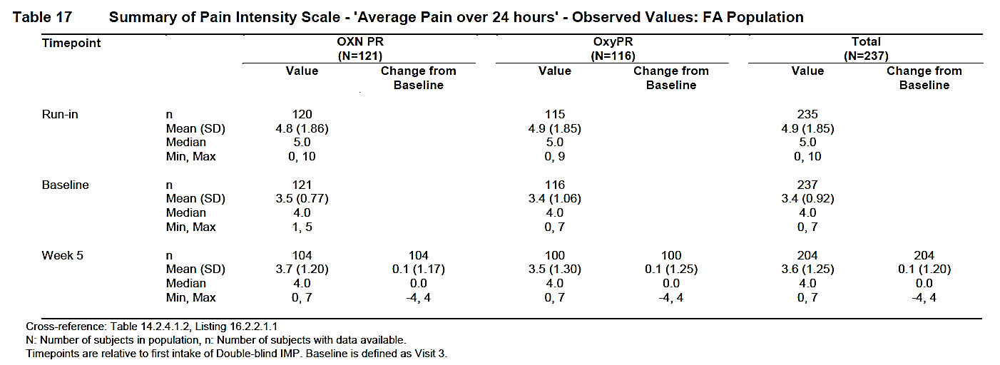 Table 17 Summary of Pain Intensity Scale - 'Average Pain over 24 hours' - Observed Values: FA Population
Timepoint OXN PR OxyPR Total
(N=121) (N=116) (N=237)
Value Change from Value Change from Value Change from
Baseline Baseline Baseline
Run-in n 120 115 235
Mean (SD) 4.8 (1.86) 4.9 (1.85) 4.9 (1.85)
Median 5.0 5.0 5.0
Min, Max 0, 10 0, 9 0, 10
Baseline n 121 116 237
Mean (SD) 3.5 (0.77) 3.4 (1.06) 3.4 (0.92)
Median 4.0 4.0 4.0
Min, Max 1, 5 0, 7 0, 7
Week 5 n 104 104 100 100 204 204
Mean (SD) 3.7 (1.20) 0.1 (1.17) 3.5 (1.30) 0.1 (1.25) 3.6 (1.25) 0.1 (1.20)
Median 4.0 0.0 4.0 0.0 4.0 0.0
Min, Max 0, 7 -4, 4 0, 7 -4, 4 0, 7 -4, 4
Cross-reference: Table 14.2.4.1.2, Listing 16.2.2.1.1
N: Number of subjects in population, n: Number of subjects with data available.
Timepoints are relative to first intake of Double-blind IMP. Baseline is defined as Visit 3.